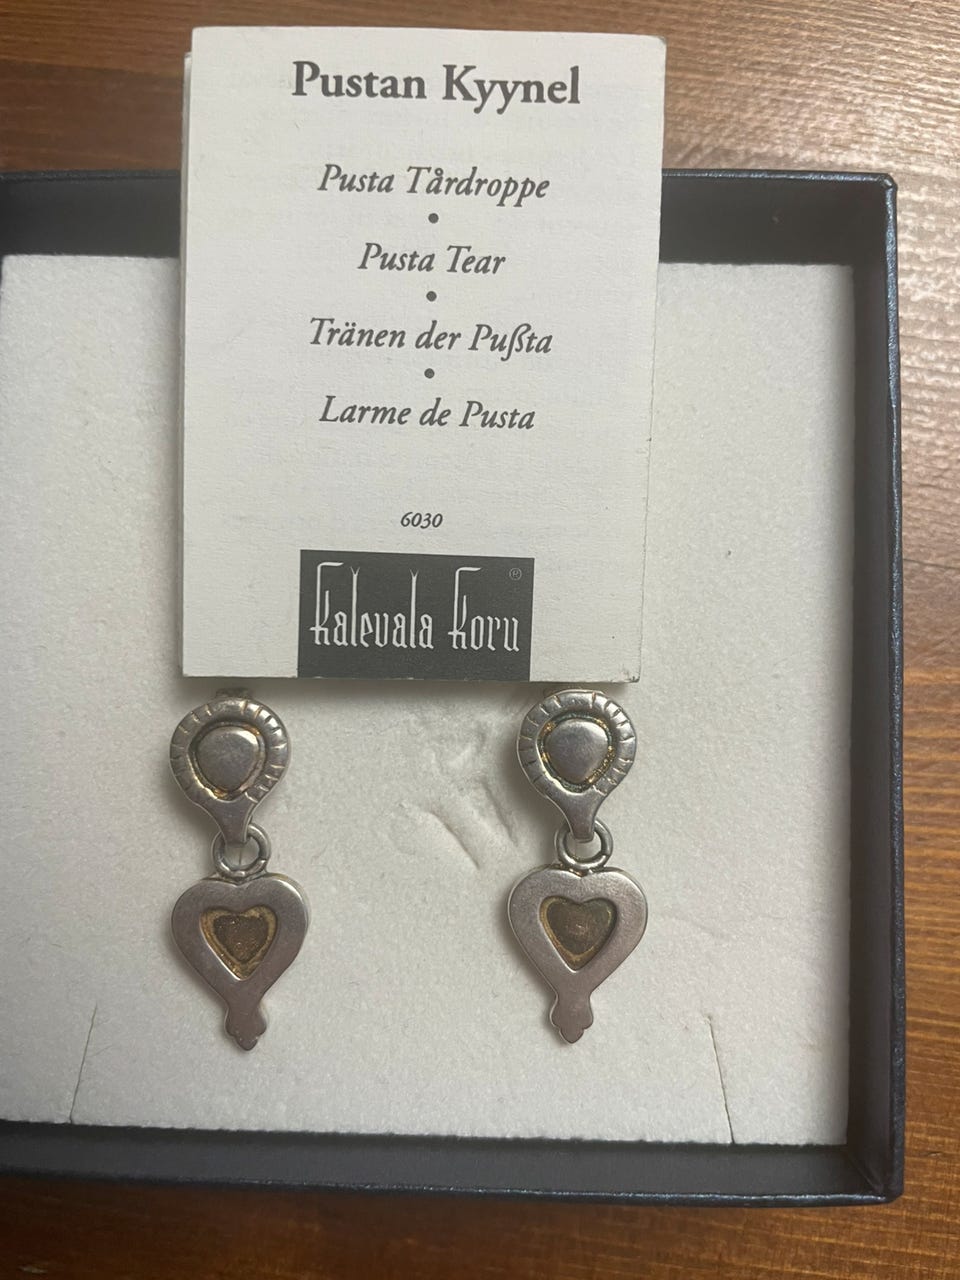 Pustan Kyynel
Pusta Tårdroppe
•
Pusta Tear
•
Tränen der Pußta
•
Larme de Pusta
6030
Kalevala Koru ®